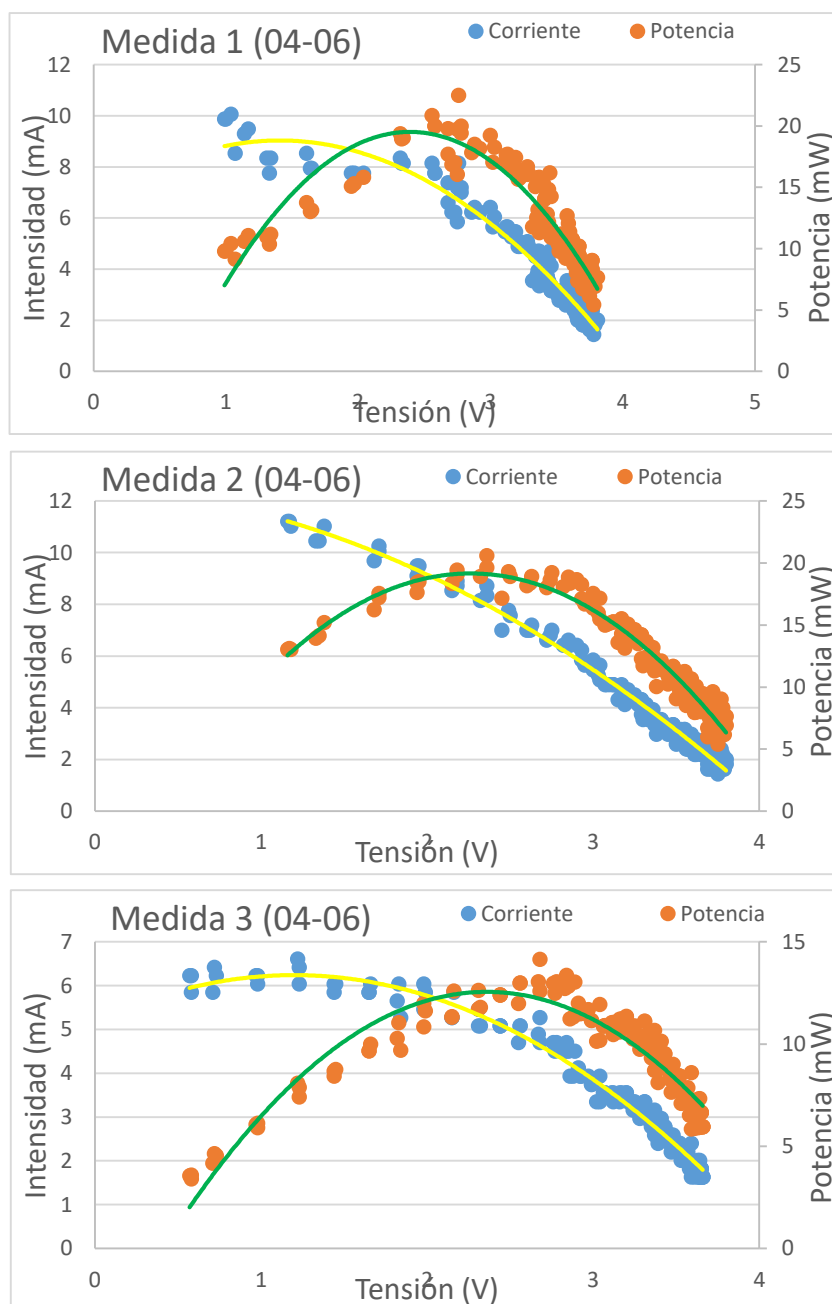 Medida 1 (04-06)
Corriente
Potencia
Intensidad (mA)
12
10
8
6
4
2
0
25
20
15
10
5
0
Potencia (mW)
0 1 2 3 4 5
Tensión (V)
Medida 2 (04-06)
Corriente
Potencia
Intensidad (mA)
12
10
8
6
4
2
0
25
20
15
10
5
0
Potencia (mW)
0 1 2 3 4
Tensión (V)
Medida 3 (04-06)
Corriente
Potencia
Intensidad (mA)
7
6
5
4
3
2
1
0
15
10
5
0
Potencia (mW)
0 1 2 3 4
Tensión (V)